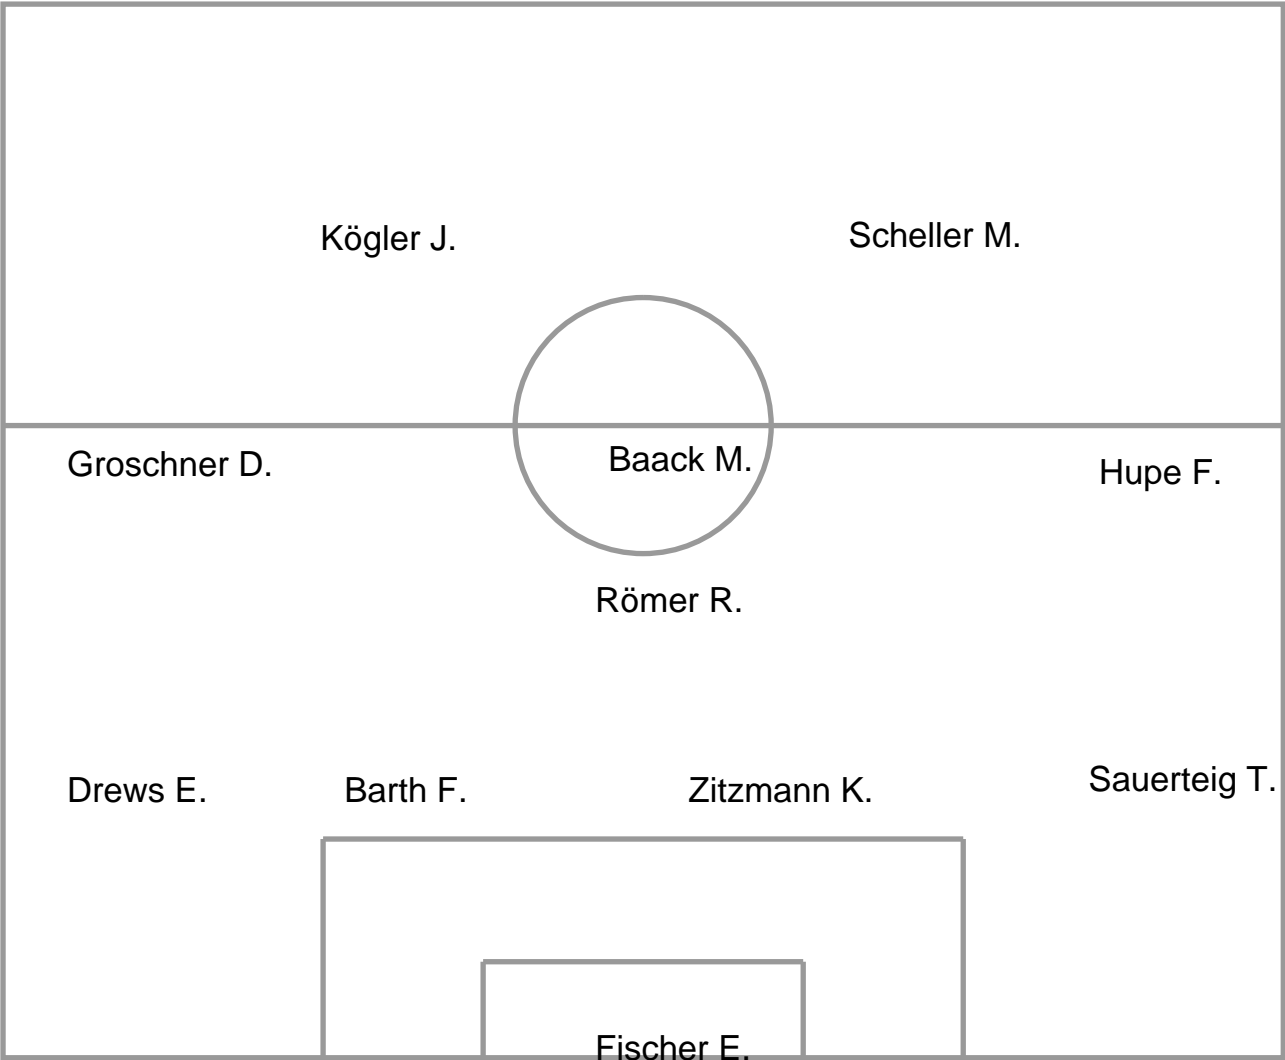 Kögler J.
Scheller M.
Groschner D.
Baack M.
Hupe F.
Römer R.
Drews E.
Barth F.
Zitzmann K.
Sauerteig T.
Fischer E.